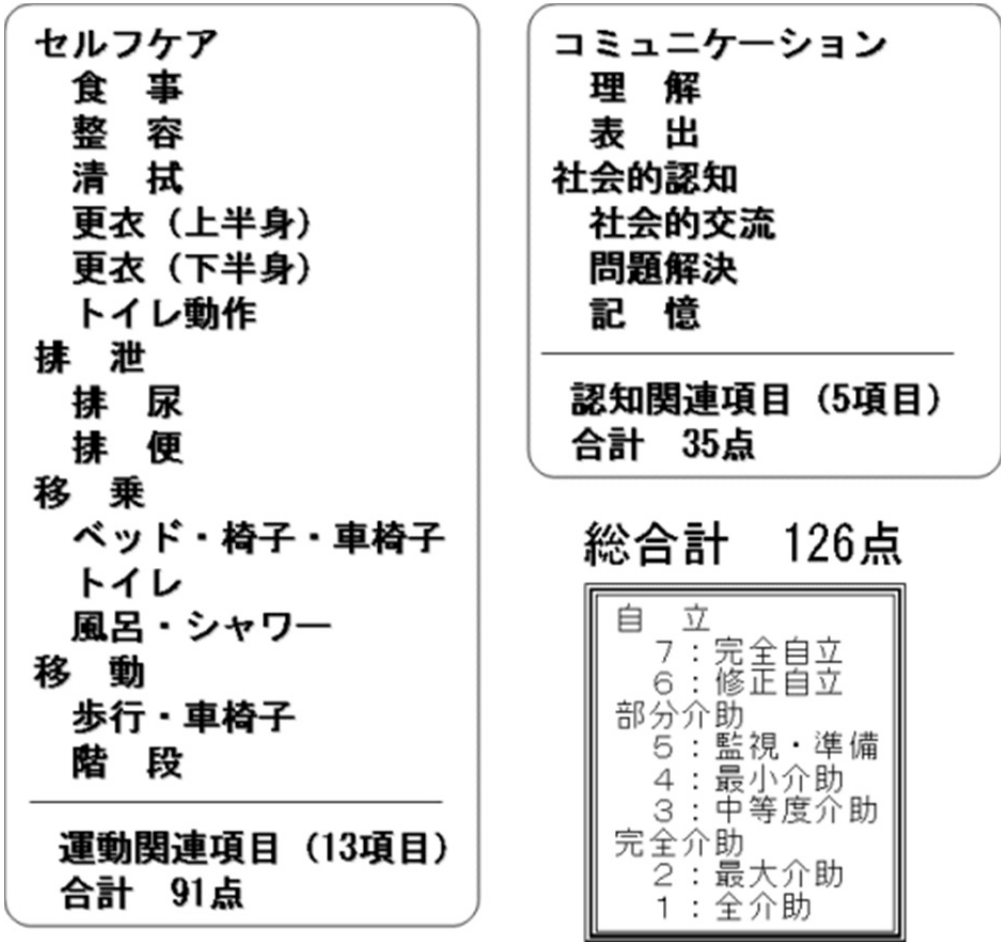 セルフケア
食　事
整　容
清　拭
更衣（上半身）
更衣（下半身）
トイレ動作
排　泄
排　尿
排　便
移　乗
ベッド・椅子・車椅子
トイレ
風呂・シャワー
移　動
歩行・車椅子
階　段
運動関連項目（13項目）
合計　91点
コミュニケーション
理　解
表　出
社会的認知
社会的交流
問題解決
記　憶
認知関連項目（5項目）
合計　35点
総合計　126点
自　立
7：完全自立
6：修正自立
部分介助
5：監視・準備
4：最小介助
3：中等度介助
完全介助
2：最大介助
1：全介助